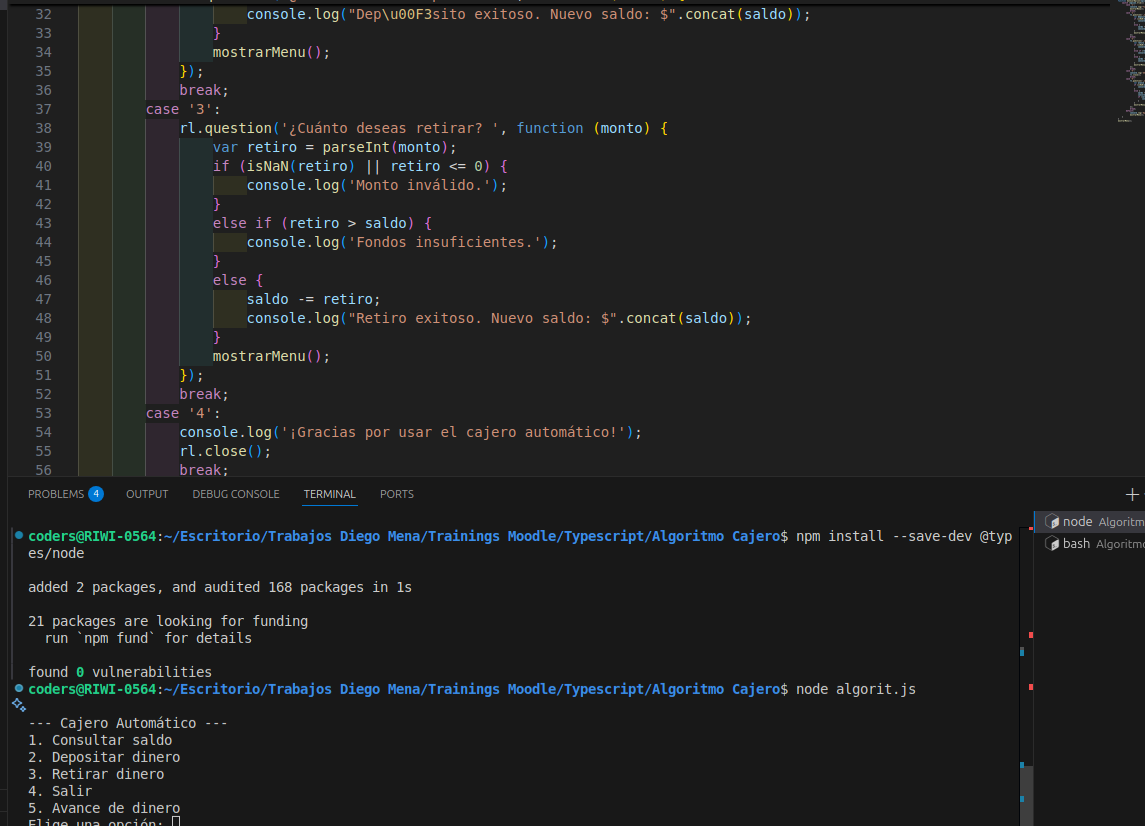 32 console.log("Dep\u00F3sito exitoso. Nuevo saldo: $".concat(saldo));
33 }
34 mostrarMenu();
35 });
36 break;
37 case '3':
38 rl.question('¿Cuánto deseas retirar? ', function (monto) {
39 var retiro = parseInt(monto);
40 if (isNaN(retiro) || retiro <= 0) {
41 console.log('Monto inválido.');
42 }
43 else if (retiro > saldo) {
44 console.log('Fondos insuficientes.');
45 }
46 else {
47 saldo -= retiro;
48 console.log("Retiro exitoso. Nuevo saldo: $".concat(saldo));
49 }
50 mostrarMenu();
51 });
52 break;
53 case '4':
54 console.log('¡Gracias por usar el cajero automático!');
55 rl.close();
56 break;
PROBLEMS 4 OUTPUT DEBUG CONSOLE TERMINAL PORTS
coders@RIWI-0564:~/Escritorio/Trabajos Diego Mena/Trainings Moodle/Typescript/Algoritmo Cajero$ npm install --save-dev @typ
es/node
added 2 packages, and audited 168 packages in 1s
21 packages are looking for funding
run `npm fund` for details
found 0 vulnerabilities
coders@RIWI-0564:~/Escritorio/Trabajos Diego Mena/Trainings Moodle/Typescript/Algoritmo Cajero$ node algorit.js
--- Cajero Automático ---
1. Consultar saldo
2. Depositar dinero
3. Retirar dinero
4. Salir
5. Avance de dinero
Elige una opción:
node Algoritm
bash Algoritmo